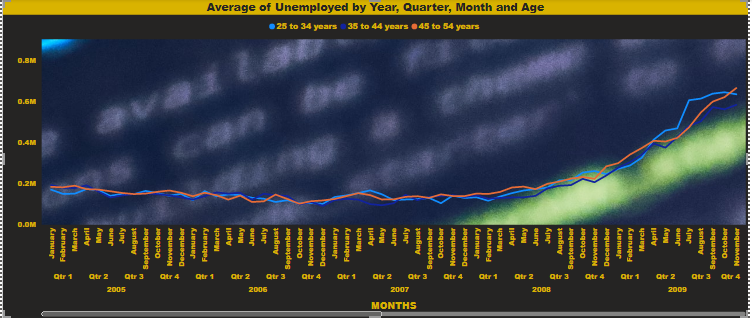 Average of Unemployed by Year, Quarter, Month and Age
25 to 34 years 35 to 44 years 45 to 54 years
0.8M
0.6M
0.4M
0.2M
0.0M
January February March April May June July August September October November December January February March April May June July August September October November December January February March April May June July August September October November December January February March April May June July August September October November December January February March April May June July August September October November
Qtr 1 Qtr 2 Qtr 3 Qtr 4 Qtr 1 Qtr 2 Qtr 3 Qtr 4 Qtr 1 Qtr 2 Qtr 3 Qtr 4 Qtr 1 Qtr 2 Qtr 3 Qtr 4 Qtr 1 Qtr 2 Qtr 3 Qtr 4
2005 2006 2007 2008 2009
MONTHS